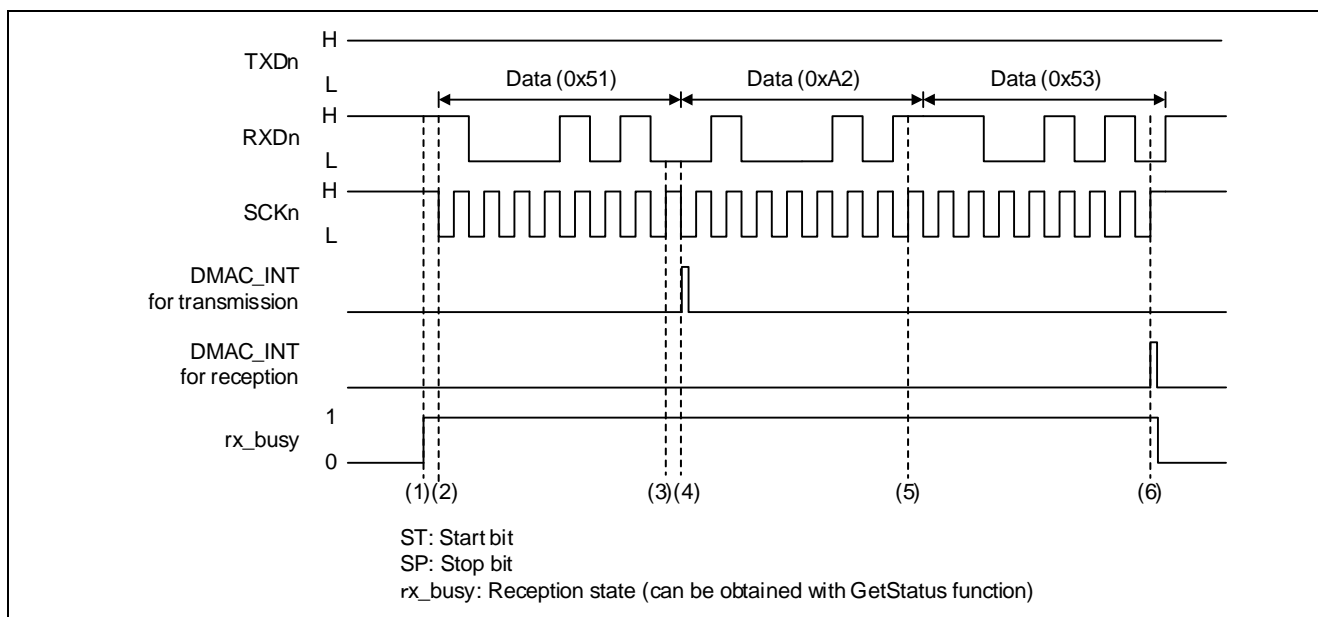 H
TXDn
L
Data (0x51) Data (0xA2) Data (0x53)
H
RXDn
L
H
SCKn
L
DMAC_INT
for transmission
DMAC_INT
for reception
1
rx_busy
0
(1) (2) (3) (4) (5) (6)
ST: Start bit
SP: Stop bit
rx_busy: Reception state (can be obtained with GetStatus function)